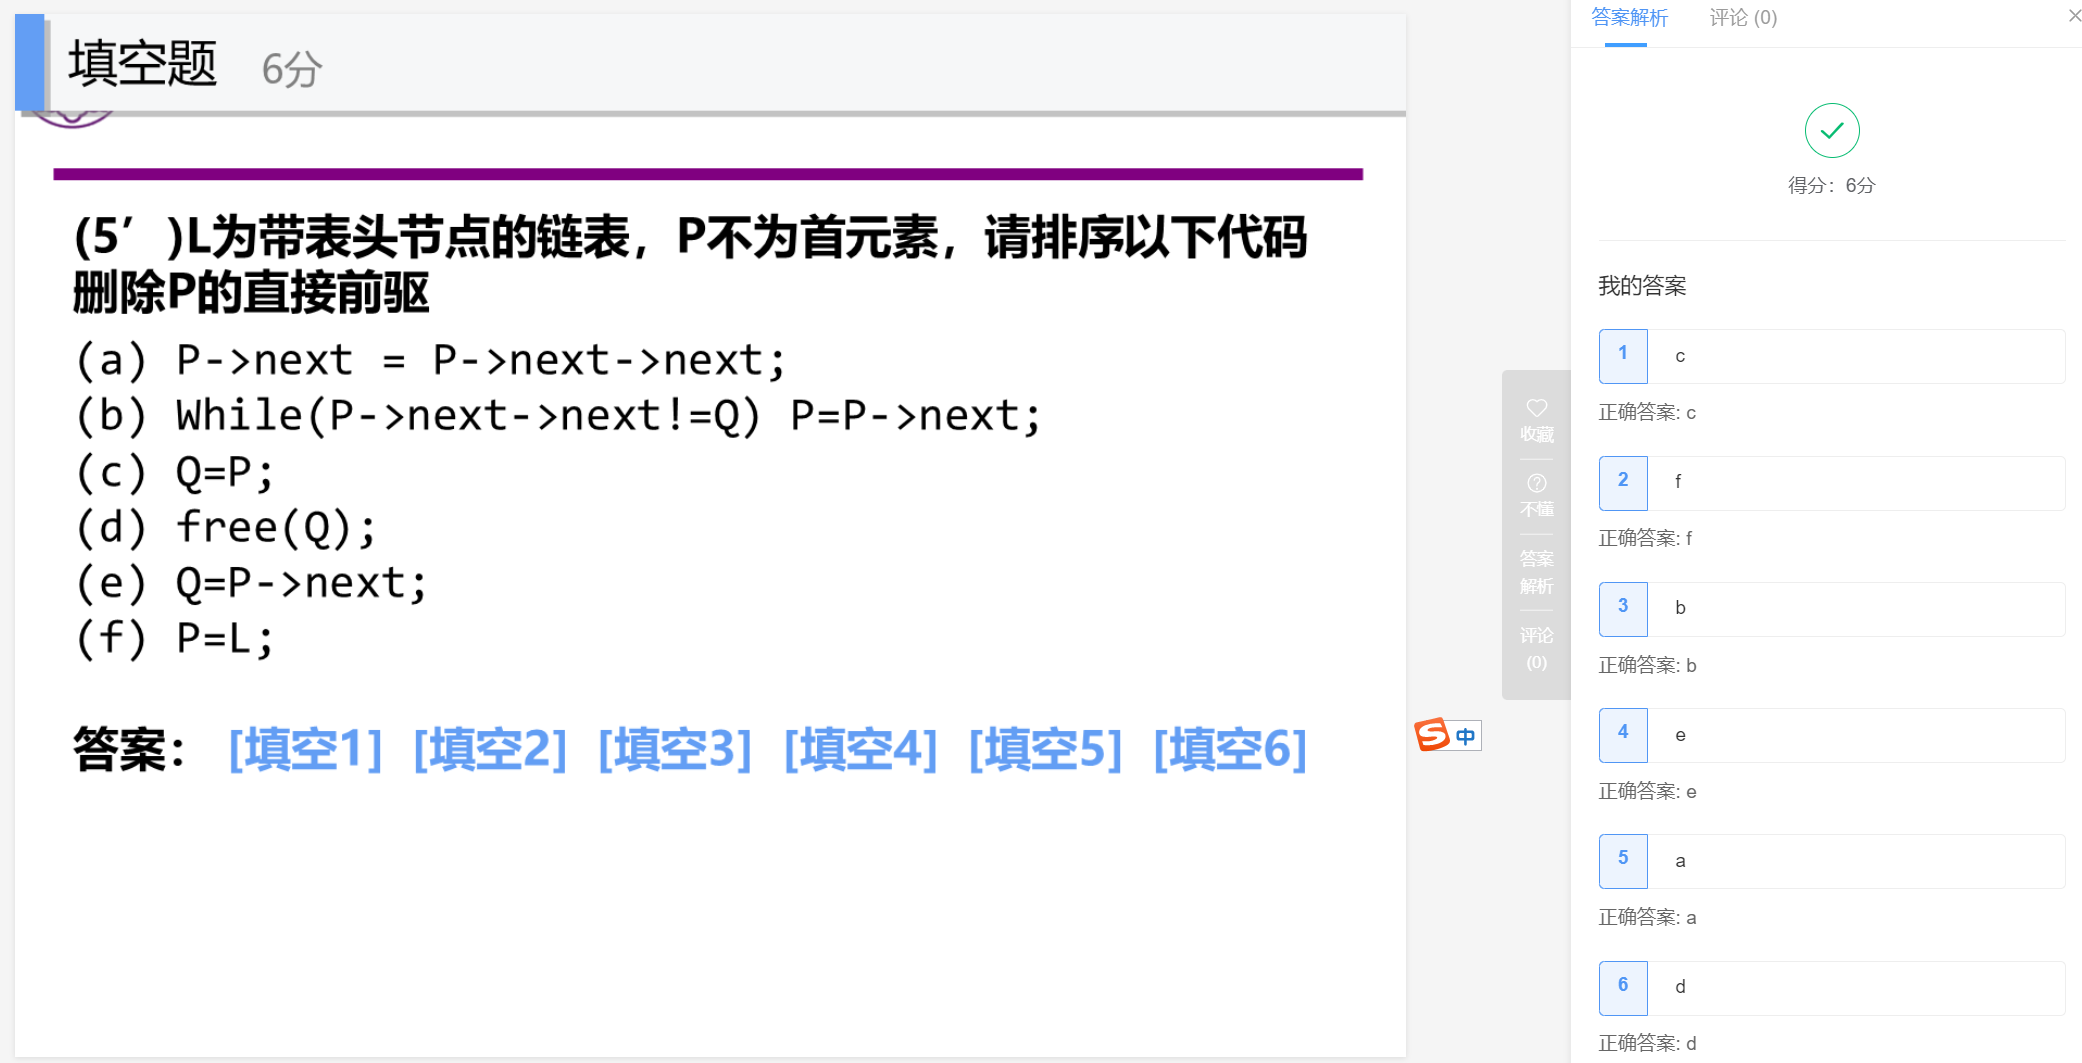 填空题 6分
(5’)L为带表头节点的链表，P不为首元素，请排序以下代码
删除P的直接前驱
(a) P->next = P->next->next;
(b) While(P->next->next!=Q) P=P->next;
(c) Q=P;
(d) free(Q);
(e) Q=P->next;
(f) P=L;
答案： [填空1] [填空2] [填空3] [填空4] [填空5] [填空6]
收藏
不懂
答案
解析
评论
(0)
S 中
答案解析 评论 (0)
得分：6分
我的答案
1 c
正确答案: c
2 f
正确答案: f
3 b
正确答案: b
4 e
正确答案: e
5 a
正确答案: a
6 d
正确答案: d